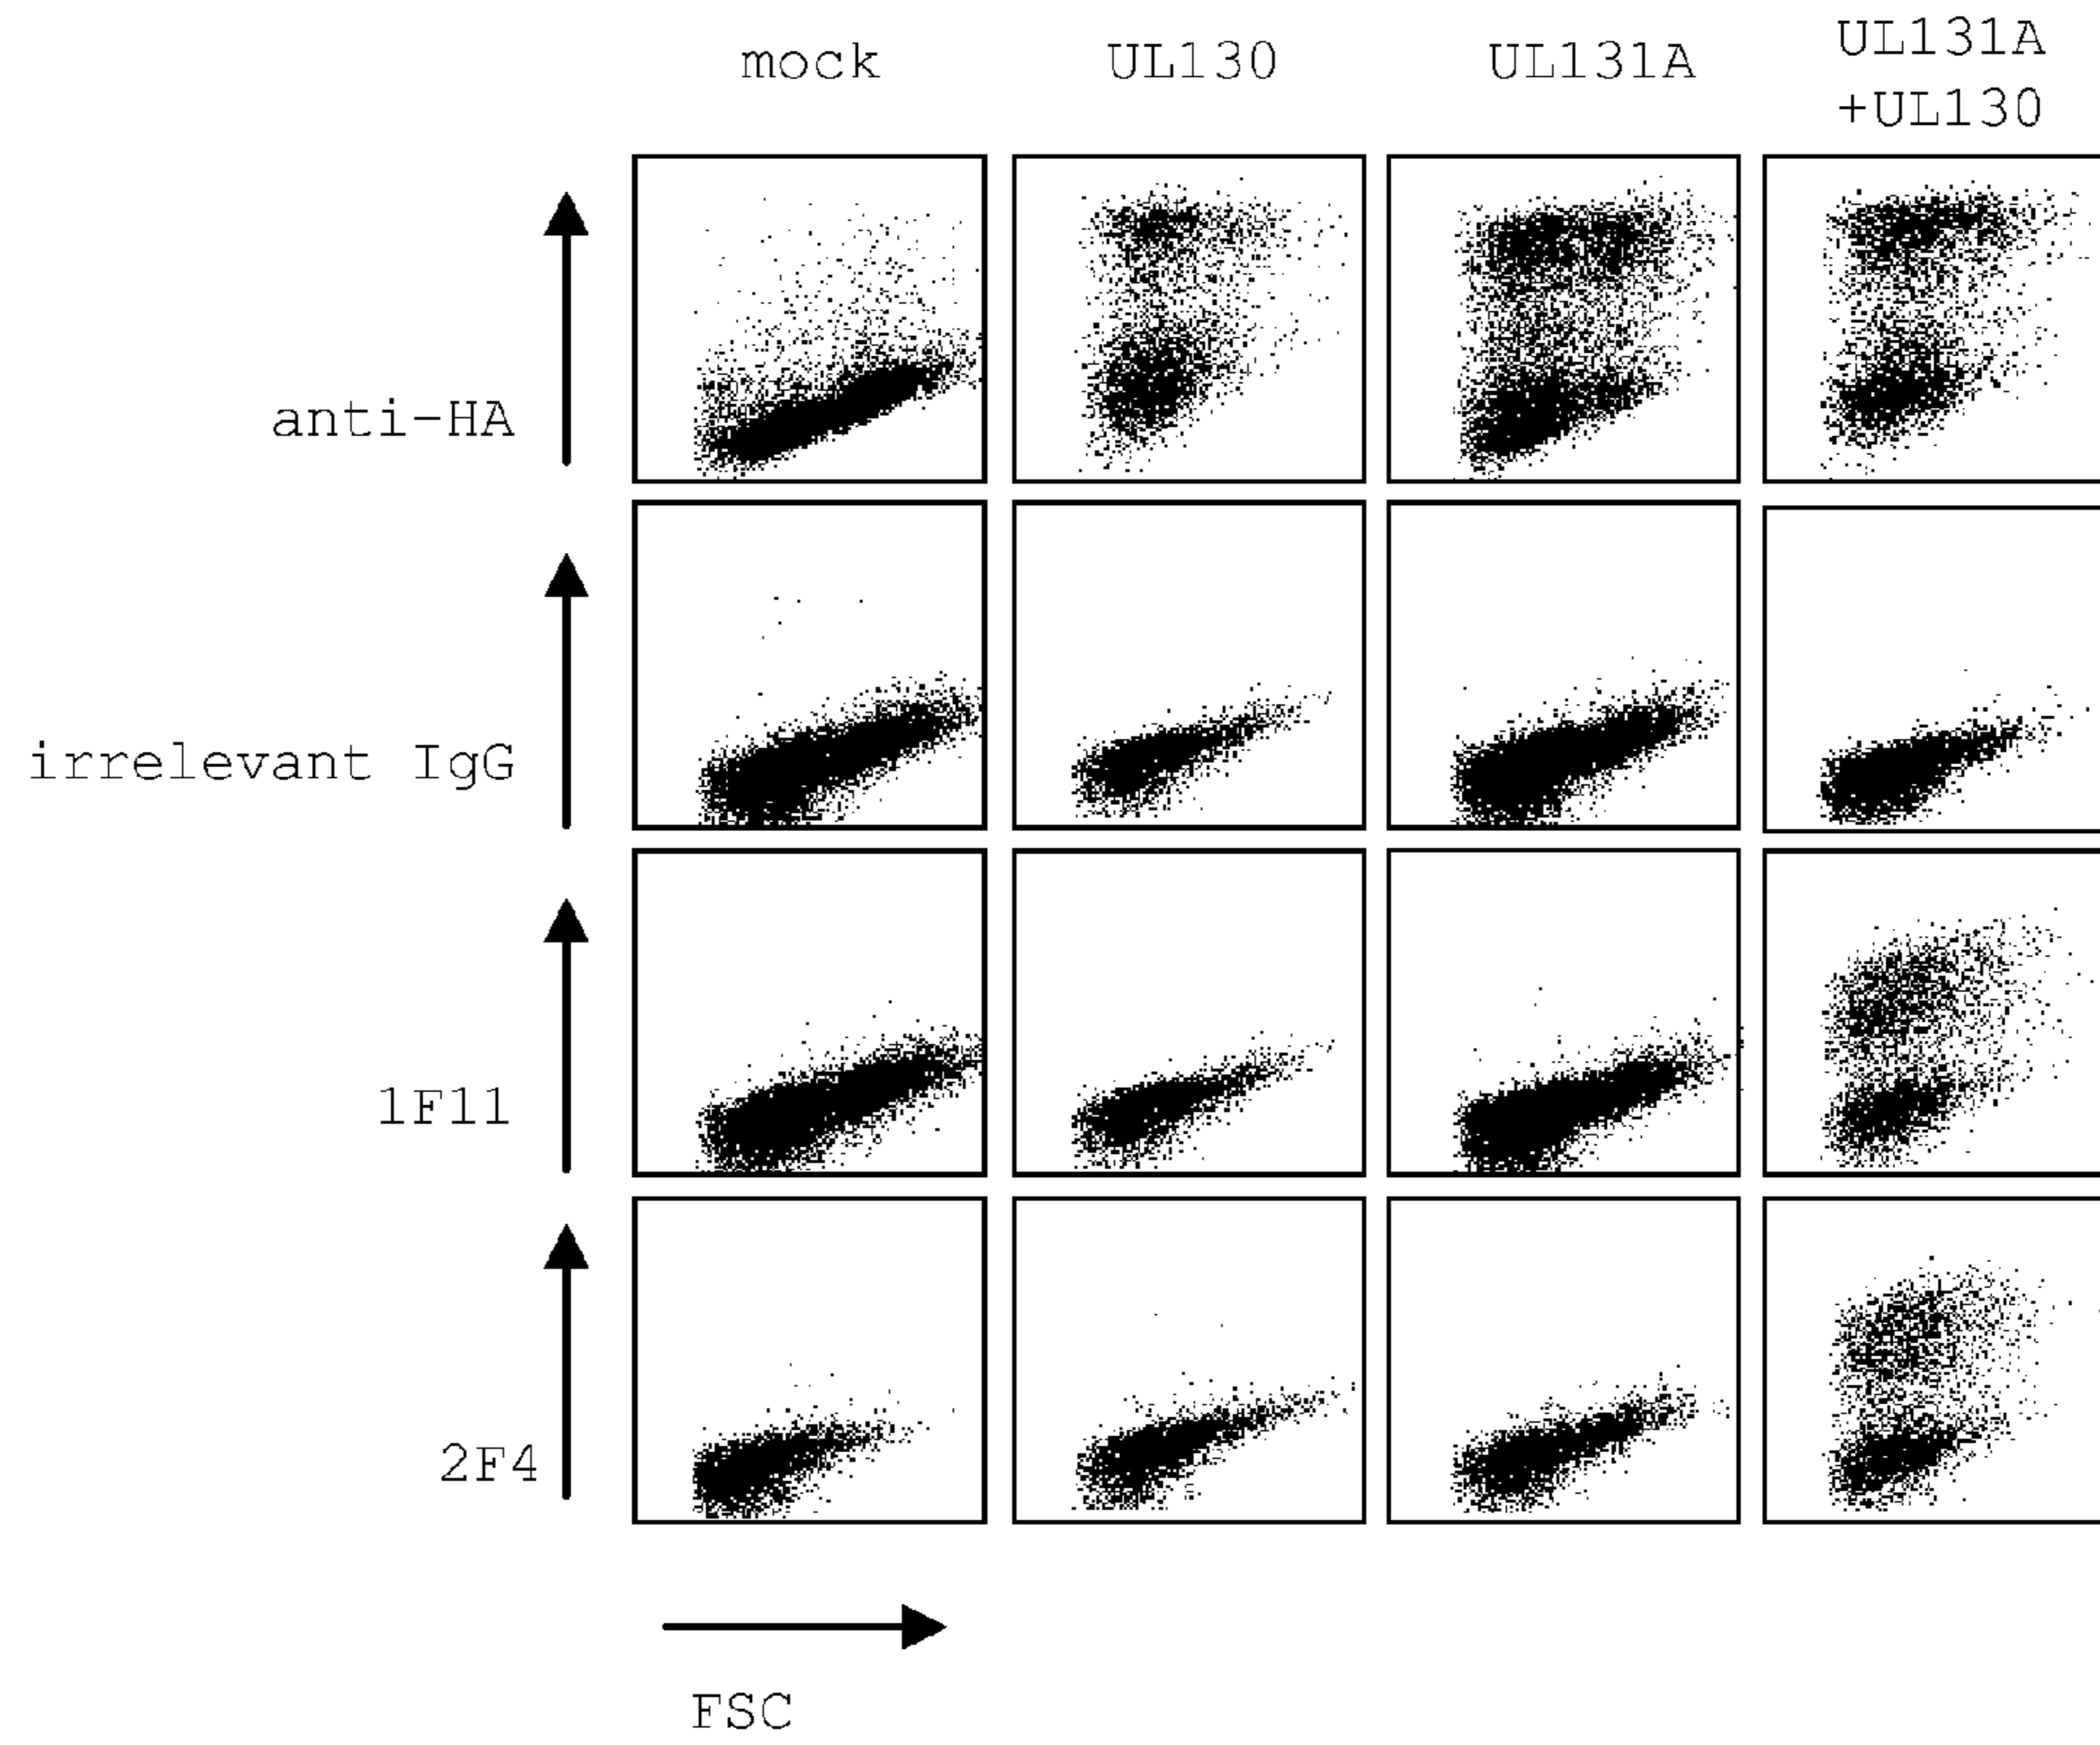 mock UL130 UL131A UL131A
+UL130
anti-HA
irrelevant IgG
1F11
2F4
FSC